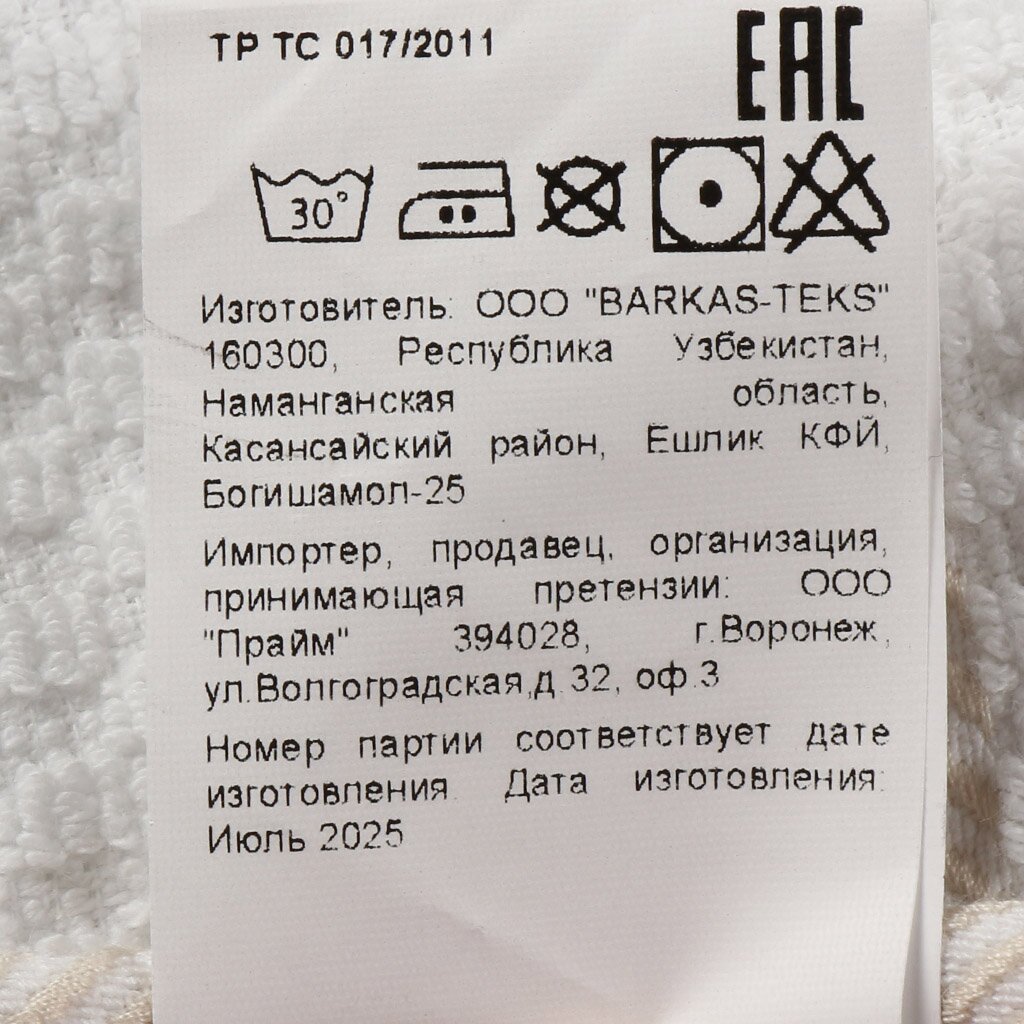 ТР ТС 017/2011
EAC
30°
Изготовитель: ООО "BARKAS-TEKS"
160300, Республика Узбекистан,
Наманганская область,
Касансайский район, Ешлик КФЙ,
Богишамол-25
Импортер, продавец, организация,
принимающая претензии: ООО
"Прайм" 394028, г.Воронеж,
ул.Волгоградская,д.32, оф.3
Номер партии соответствует дате
изготовления. Дата изготовления:
Июль 2025